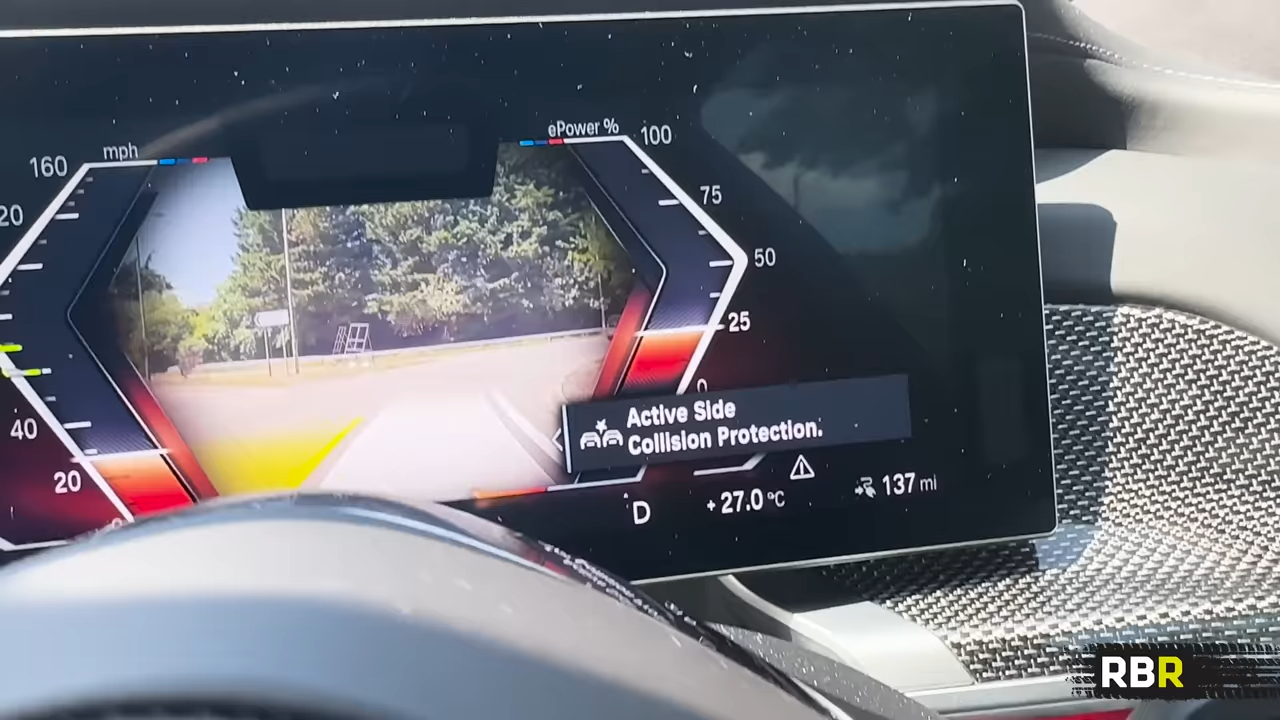 mph
ePower %
160
100
75
20
50
25
0
40
Active Side
Collision Protection.
20
D
+ 27.0 °C
137 mi
RBR